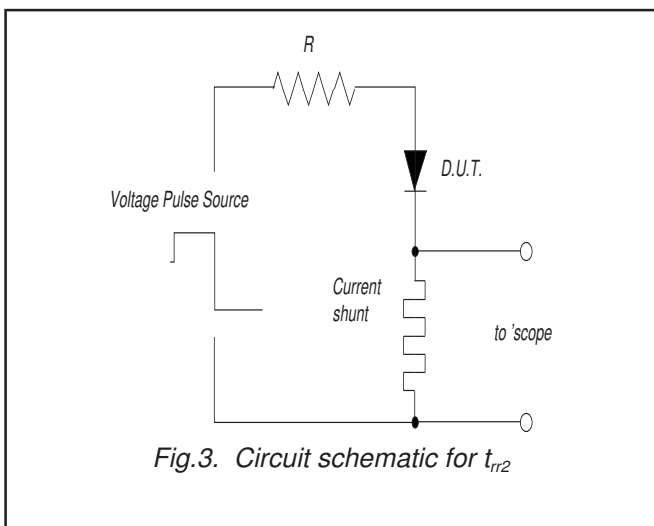 R
D.U.T.
Voltage Pulse Source
Current
shunt
to 'scope
Fig.3. Circuit schematic for trr2